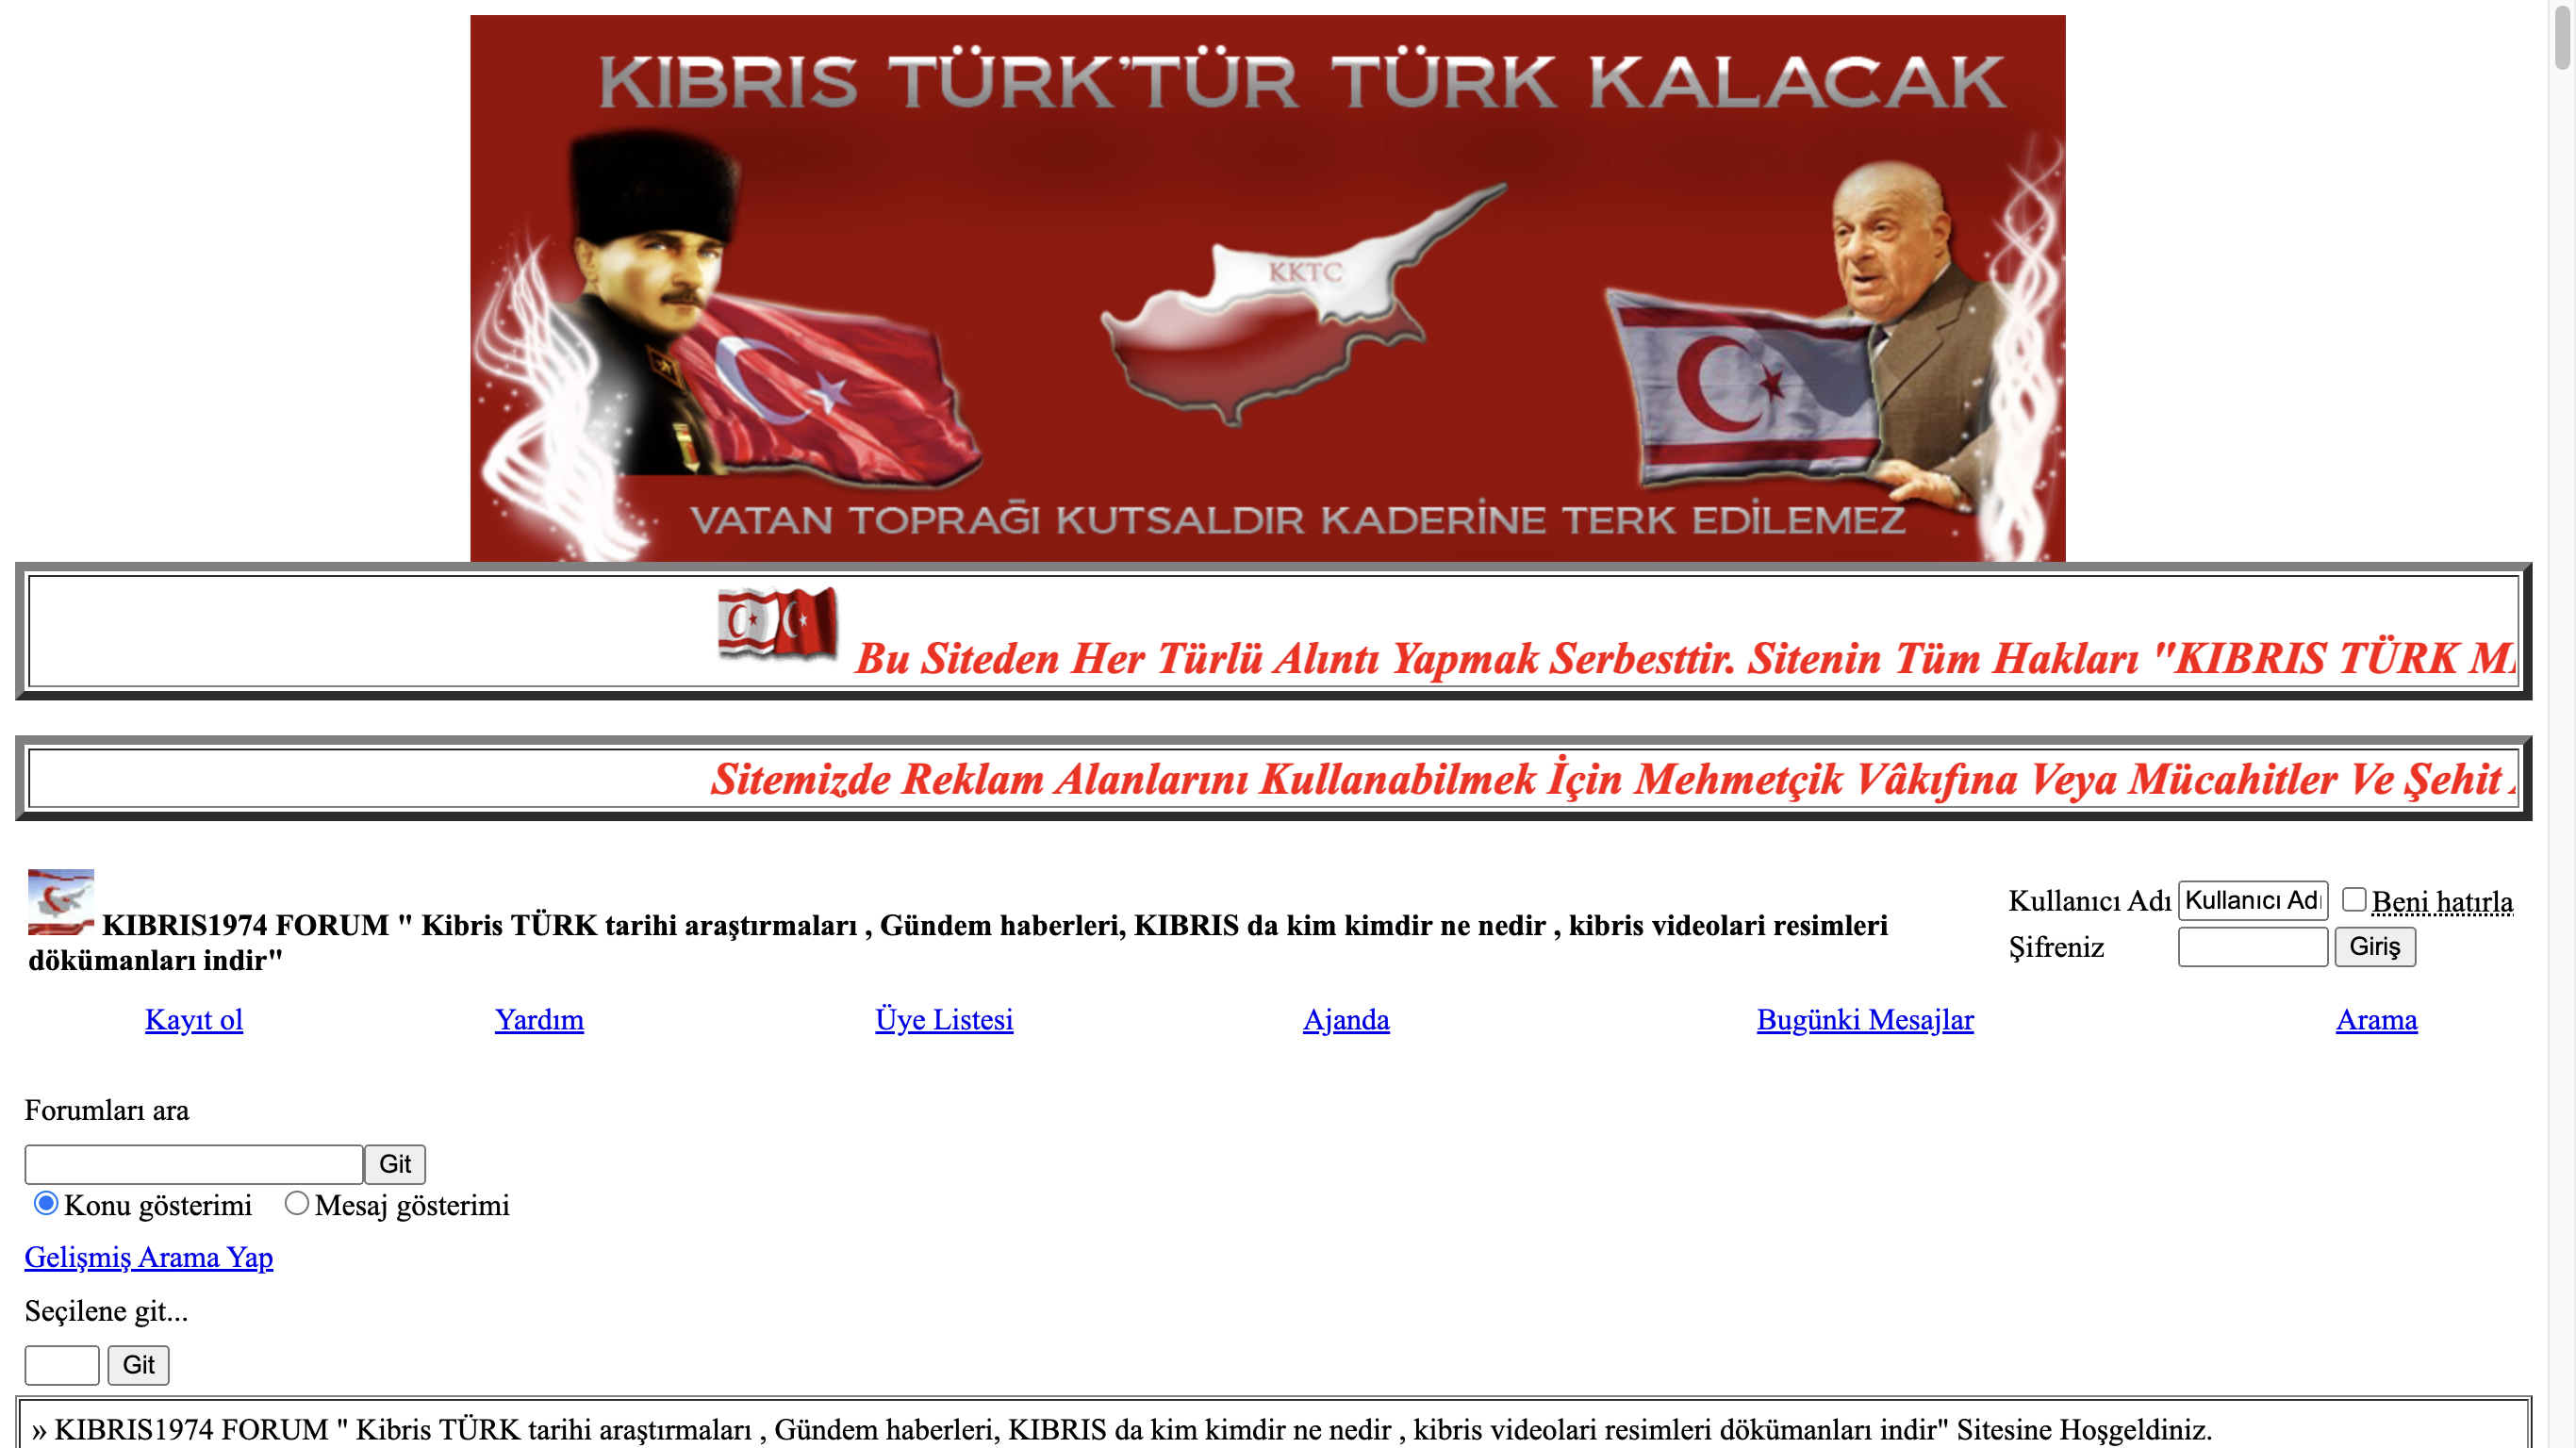 KIBRIS TÜRK'TÜR TÜRK KALACAK
KKTC
VATAN TOPRAĞI KUTSALDIR KADERİNE TERK EDİLEMEZ
Bu Siteden Her Türlü Alıntı Yapmak Serbesttir. Sitenin Tüm Hakları "KIBRIS TÜRK
Sitemizde Reklam Alanlarını Kullanabilmek İçin Mehmetçik Vâkıfına Veya Mücahitler Ve Şehit
KIBRIS1974 FORUM " Kibris TÜRK tarihi araştırmaları , Gündem haberleri, KIBRIS da kim kimdir ne nedir , kibris videolari resimleri
dökümanları indir"
Kullanıcı Adı Kullanıcı Adı Beni hatırla
Şifreniz Giriş
Kayıt ol Yardım Üye Listesi Ajanda Bugünki Mesajlar Arama
Forumları ara
Git
Konu gösterimi Mesaj gösterimi
Gelişmiş Arama Yap
Seçilene git...
Git
» KIBRIS1974 FORUM " Kibris TÜRK tarihi araştırmaları , Gündem haberleri, KIBRIS da kim kimdir ne nedir , kibris videolari resimleri dökümanları indir" Sitesine Hoşgeldiniz.